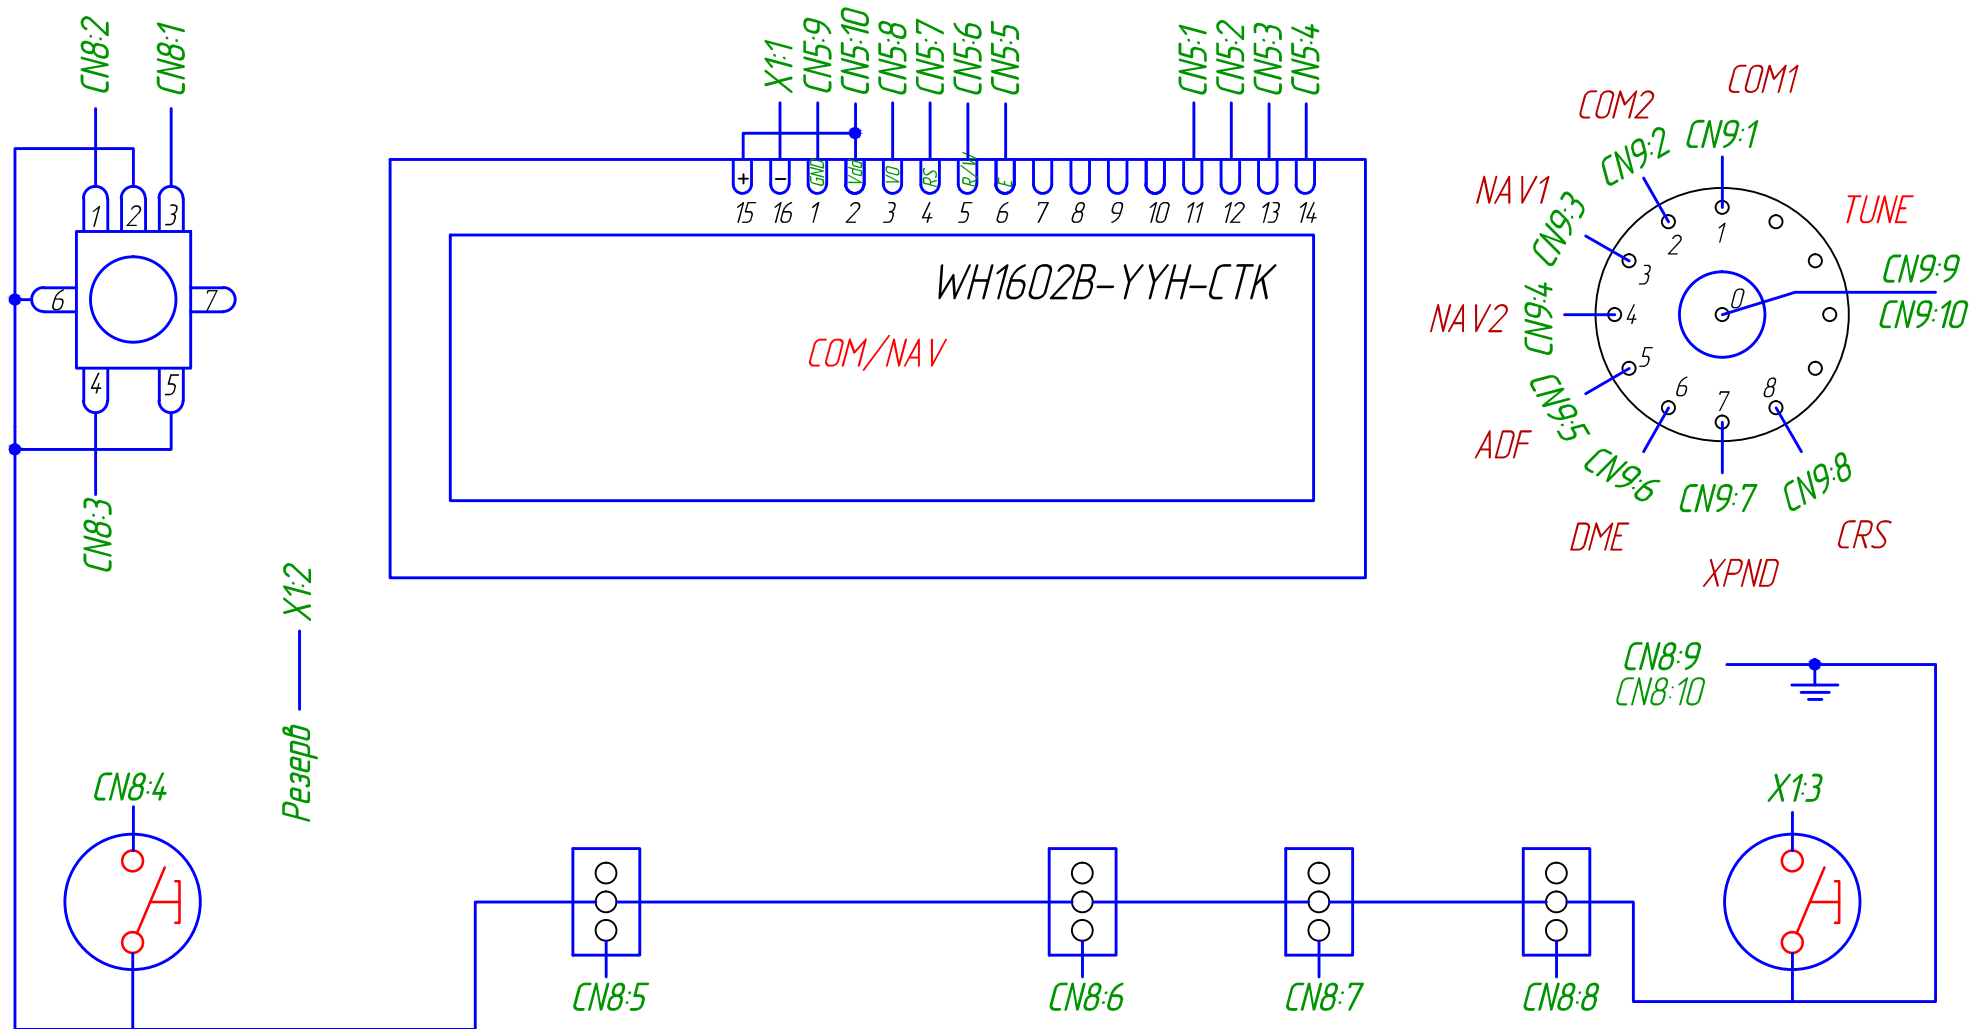 CN8:2
CN8:1
X1:1
CN5:9
CN5:10
CN5:8
CN5:7
CN5:6
CN5:5
CN5:1
CN5:2
CN5:3
CN5:4
COM1
COM2
CN9:1
CN9:2
NAV1
CN9:3
TUNE
CN9:9
CN9:10
NAV2
CN9:4
CN9:5
ADF
CN9:6
CN9:7
CN9:8
DME
XPND
CRS
0
1
2
3
4
5
6
7
8
+
−
GND
Vdd
VO
RS
R/W
E
15 16 1 2 3 4 5 6 7 8 9 10 11 12 13 14
WH1602B-YYH-CTK
COM/NAV
1 2 3
6 7
4 5
CN8:3
X1:2
Резерв
CN8:9
CN8:10
CN8:4
X1:3
CN8:5
CN8:6
CN8:7
CN8:8